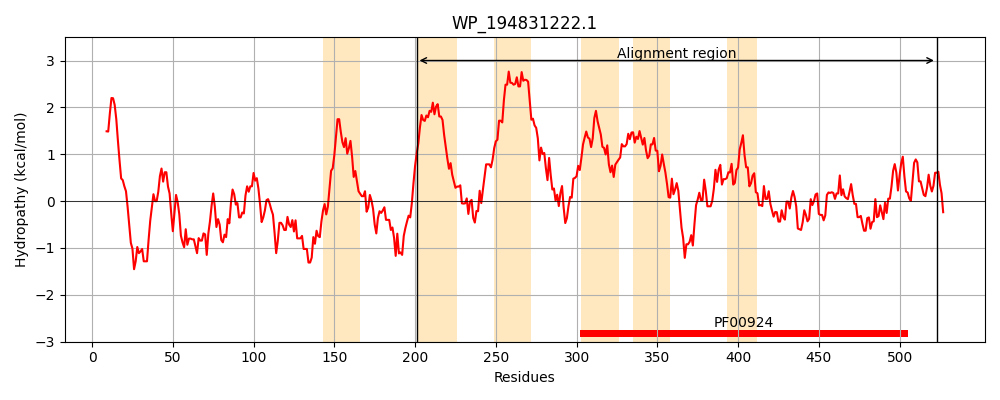 WP_194831222.1
Alignment region
Hydropathy (kcal/mol)
3
2
1
0
−1
−2
−3
PF00924
0 50 100 150 200 250 300 350 400 450 500
Residues